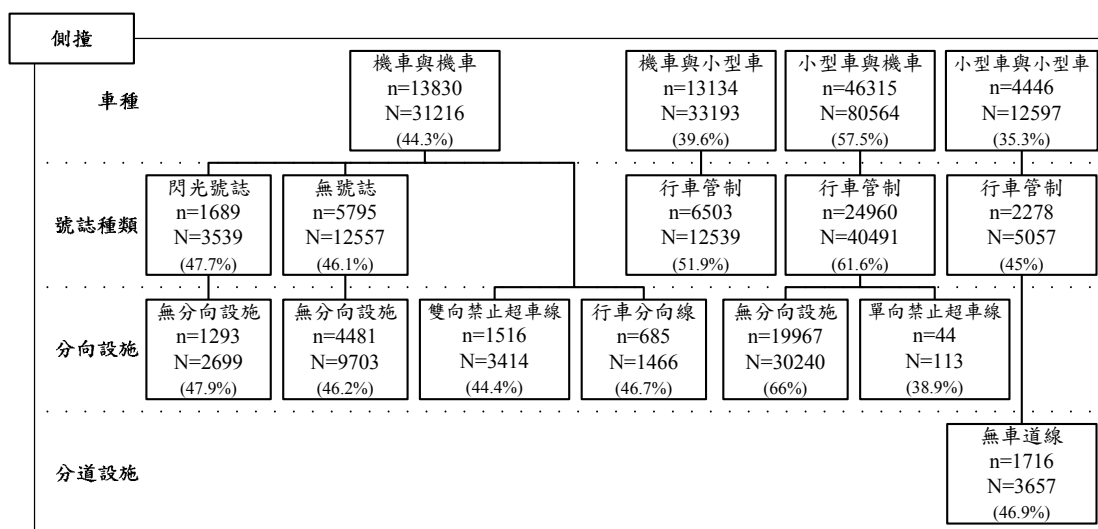 側撞
車種
機車與機車
n=13830
N=31216
(44.3%)
機車與小型車
n=13134
N=33193
(39.6%)
小型車與機車
n=46315
N=80564
(57.5%)
小型車與小型車
n=4446
N=12597
(35.3%)
號誌種類
閃光號誌
n=1689
N=3539
(47.7%)
無號誌
n=5795
N=12557
(46.1%)
行車管制
n=6503
N=12539
(51.9%)
行車管制
n=24960
N=40491
(61.6%)
行車管制
n=2278
N=5057
(45%)
分向設施
無分向設施
n=1293
N=2699
(47.9%)
無分向設施
n=4481
N=9703
(46.2%)
雙向禁止超車線
n=1516
N=3414
(44.4%)
行車分向線
n=685
N=1466
(46.7%)
無分向設施
n=19967
N=30240
(66%)
單向禁止超車線
n=44
N=113
(38.9%)
分道設施
無車道線
n=1716
N=3657
(46.9%)